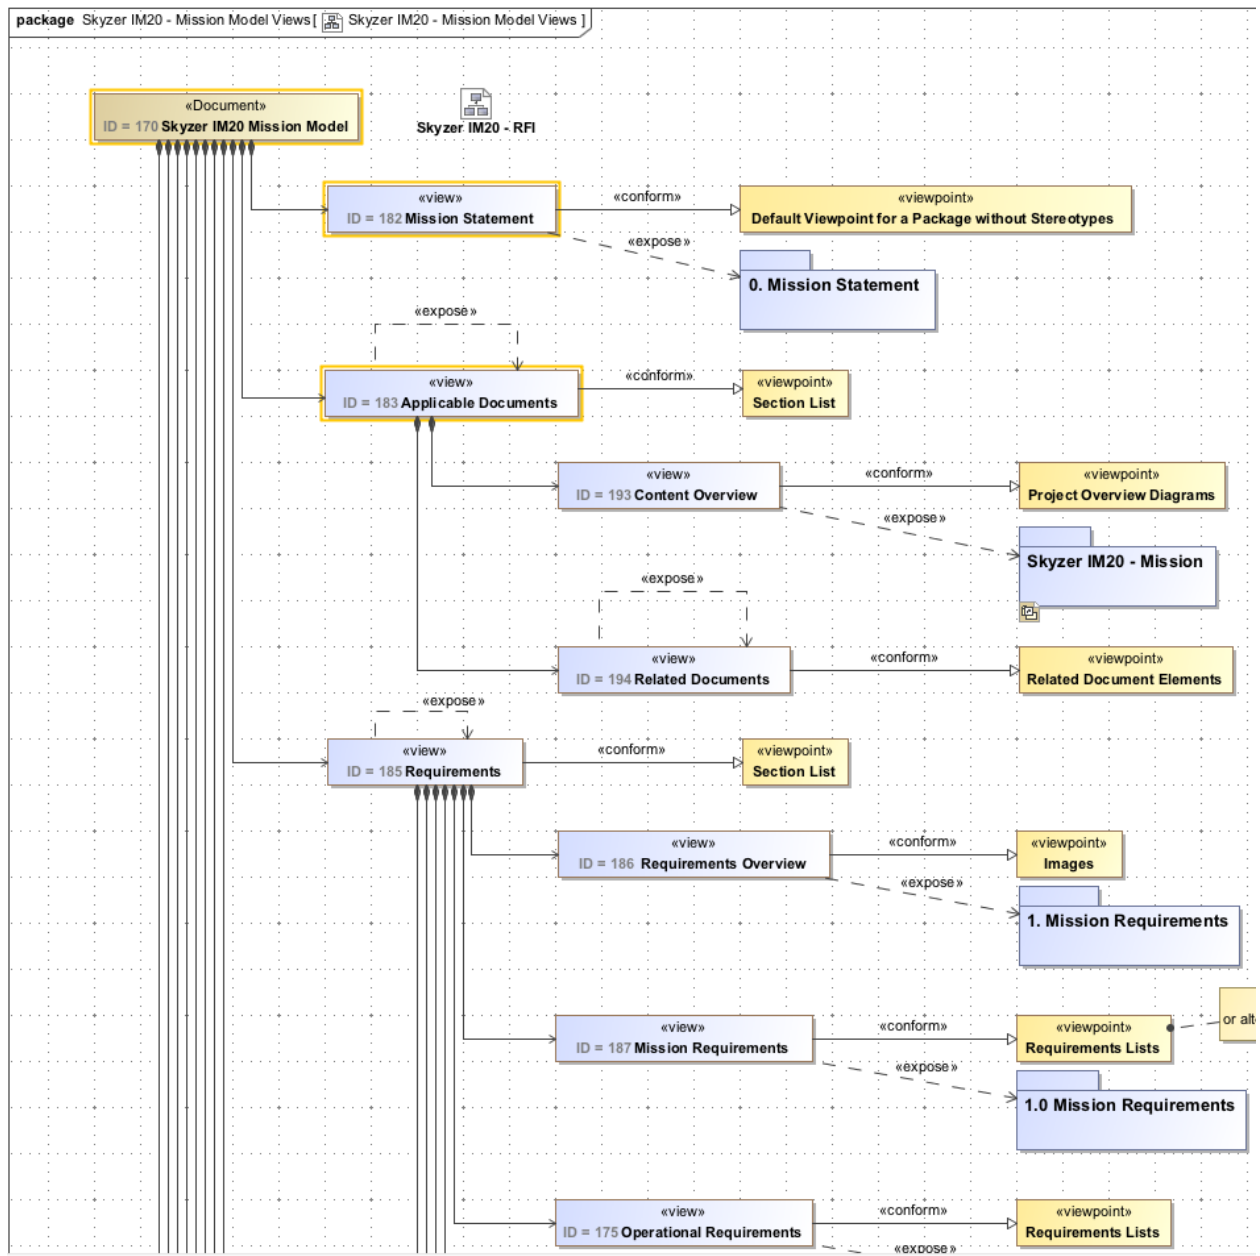 package Skyzer IM20 - Mission Model Views [ Skyzer IM20 - Mission Model Views ]
«Document»
ID = 170 Skyzer IM20 Mission Model
Skyzer IM20 - RFI
«view»
ID = 182 Mission Statement
«conform»
«viewpoint»
Default Viewpoint for a Package without Stereotypes
«expose»
0. Mission Statement
«expose»
«view»
ID = 183 Applicable Documents
«conform»
«viewpoint»
Section List
«view»
ID = 193 Content Overview
«conform»
«viewpoint»
Project Overview Diagrams
«expose»
Skyzer IM20 - Mission
«expose»
«view»
ID = 194 Related Documents
«conform»
«viewpoint»
Related Document Elements
«expose»
«view»
ID = 185 Requirements
«conform»
«viewpoint»
Section List
«view»
ID = 186 Requirements Overview
«conform»
«viewpoint»
Images
«expose»
1. Mission Requirements
«view»
ID = 187 Mission Requirements
«conform»
«viewpoint»
Requirements Lists
or alt
«expose»
1.0 Mission Requirements
«view»
ID = 175 Operational Requirements
«conform»
«viewpoint»
Requirements Lists
«expose»